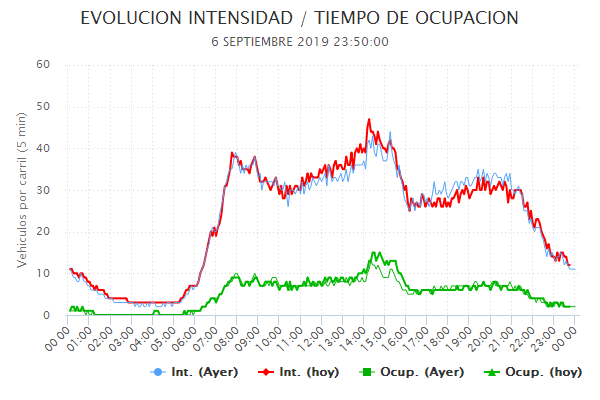 EVOLUCION INTENSIDAD / TIEMPO DE OCUPACION
6 SEPTIEMBRE 2019 23:50:00
Vehiculos por carril (5 min)
60
50
40
30
20
10
0
00:00 01:00 02:00 03:00 04:00 05:00 06:00 07:00 08:00 09:00 10:00 11:00 12:00 13:00 14:00 15:00 16:00 17:00 18:00 19:00 20:00 21:00 22:00 23:00 00:00
Int. (Ayer) Int. (hoy) Ocup. (Ayer) Ocup. (hoy)